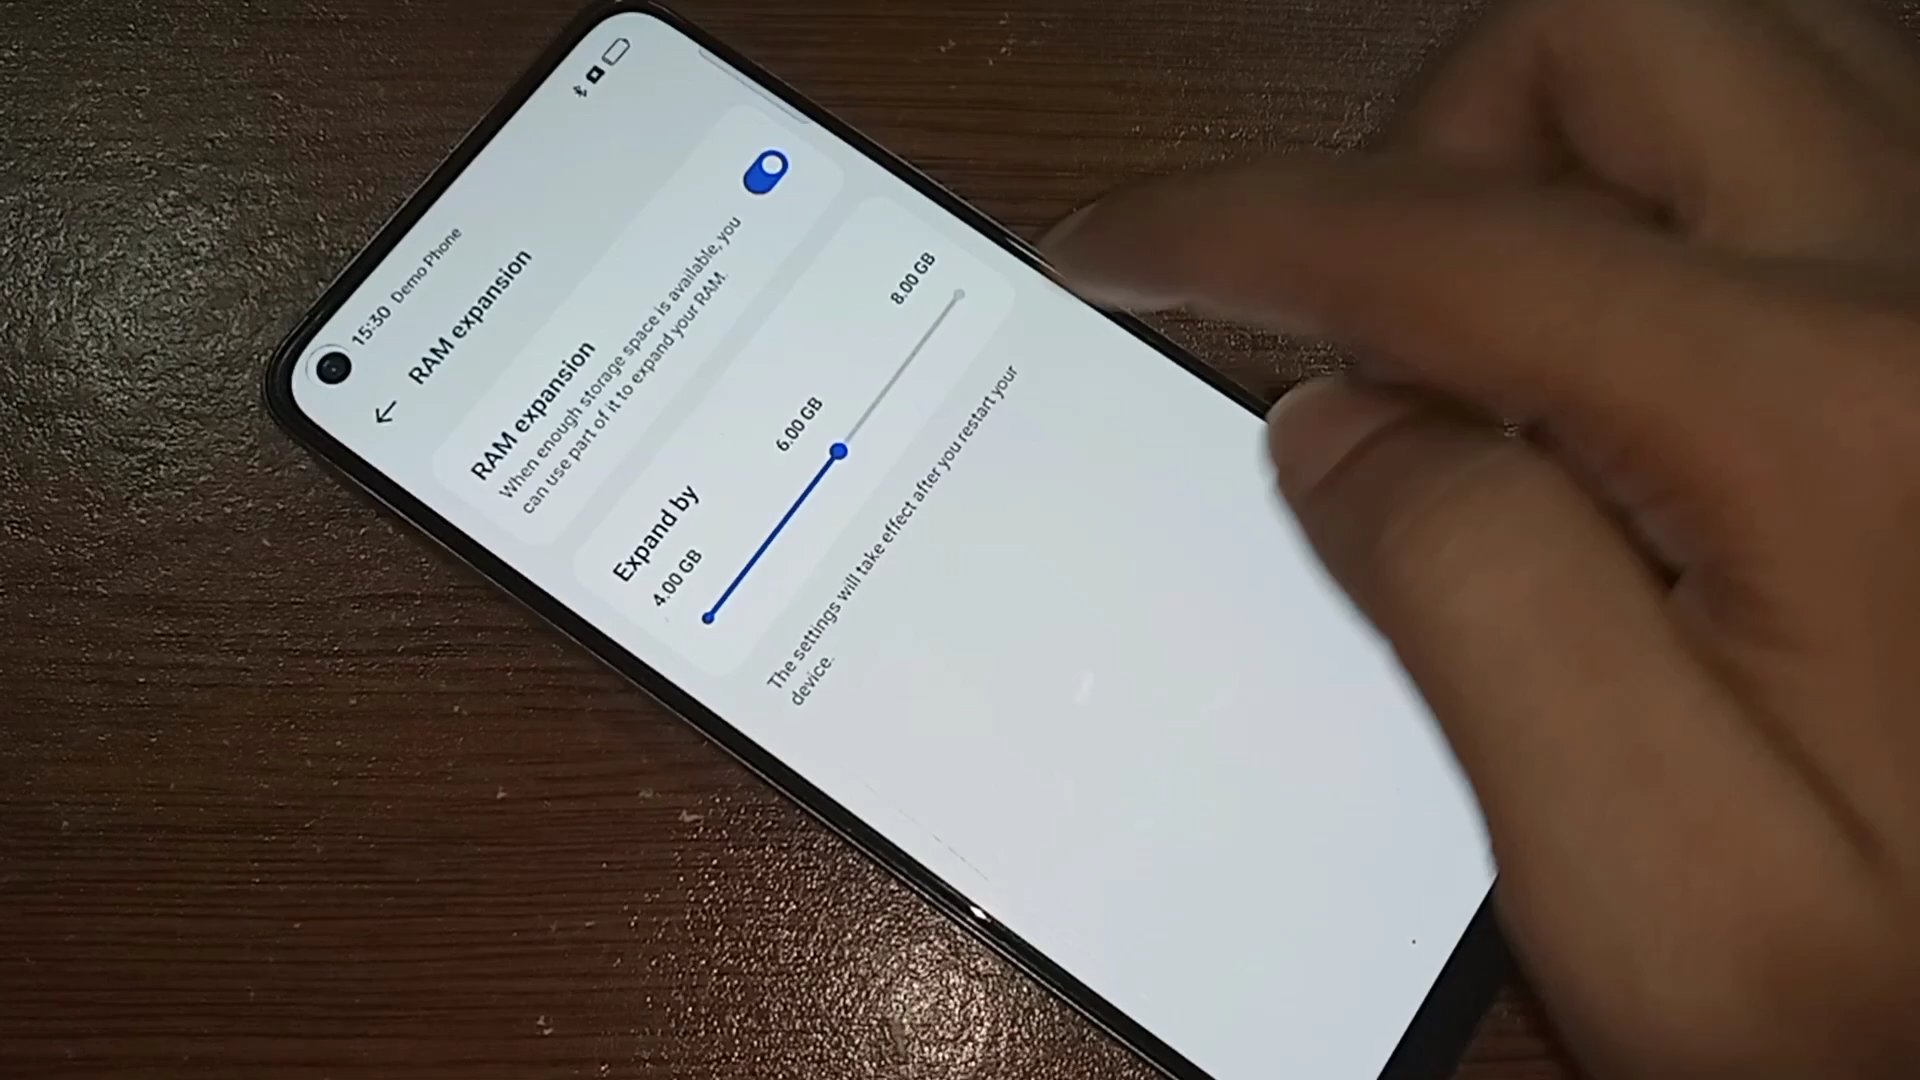 15:30 Demo Phone
RAM expansion
RAM expansion
When enough storage space is available, you
can use part of it to expand your RAM.
Expand by
4.00 GB 6.00 GB 8.00 GB
The settings will take effect after you restart your
device.